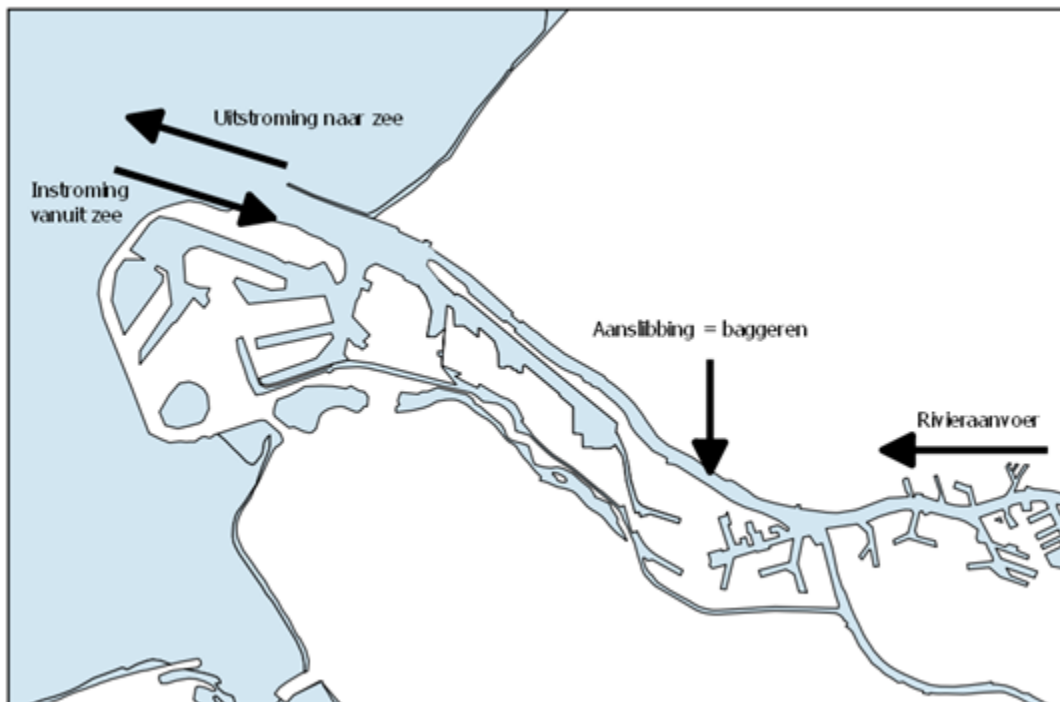 Uitstroming naar zee
Instroming
vanuit zee
Aanslibbing = baggeren
Rivieraanvoer